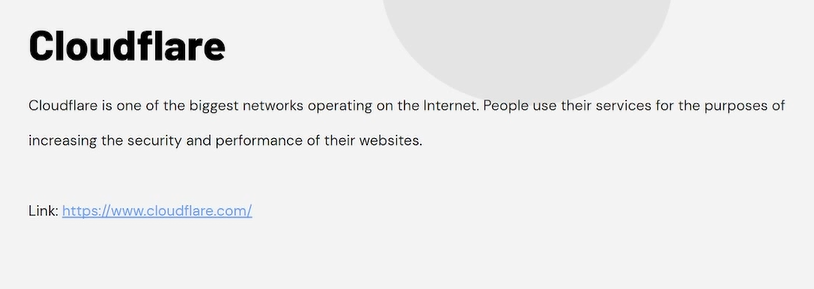 Cloudflare
Cloudflare is one of the biggest networks operating on the Internet. People use their services for the purposes of
increasing the security and performance of their websites.
Link: https://www.cloudflare.com/